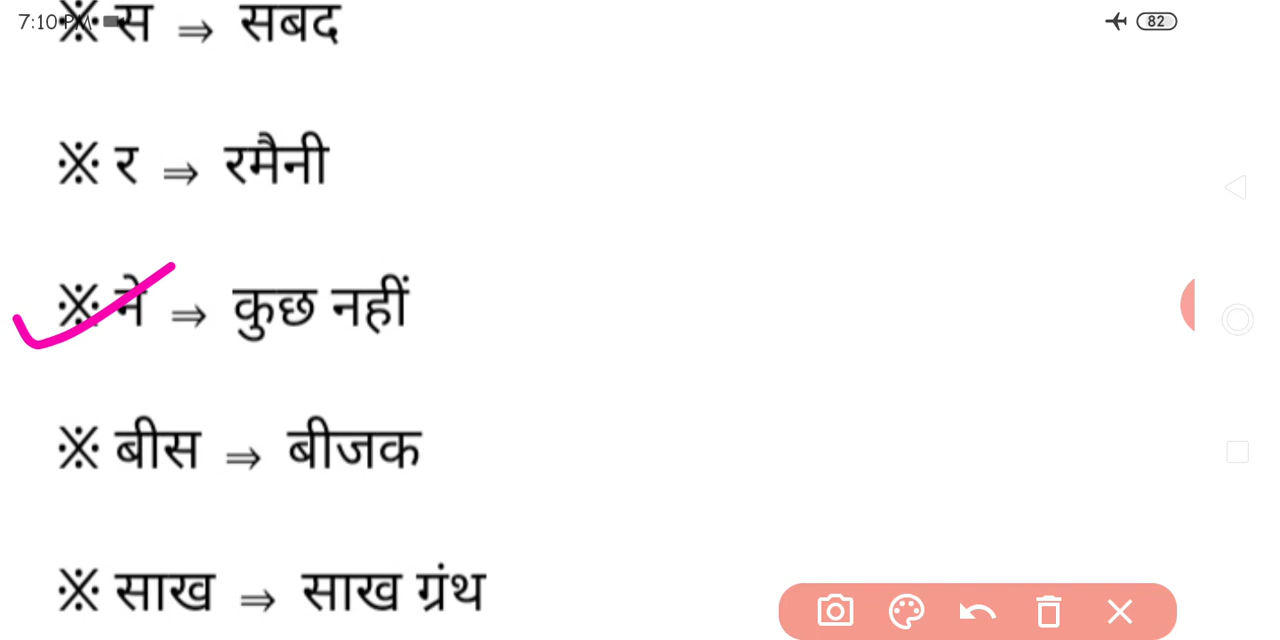 7:10 PM 82
※ स ⇒ सबद
※ र ⇒ रमैनी
※ ने ⇒ कुछ नहीं
※ बीस ⇒ बीजक
※ साख ⇒ साख ग्रंथ